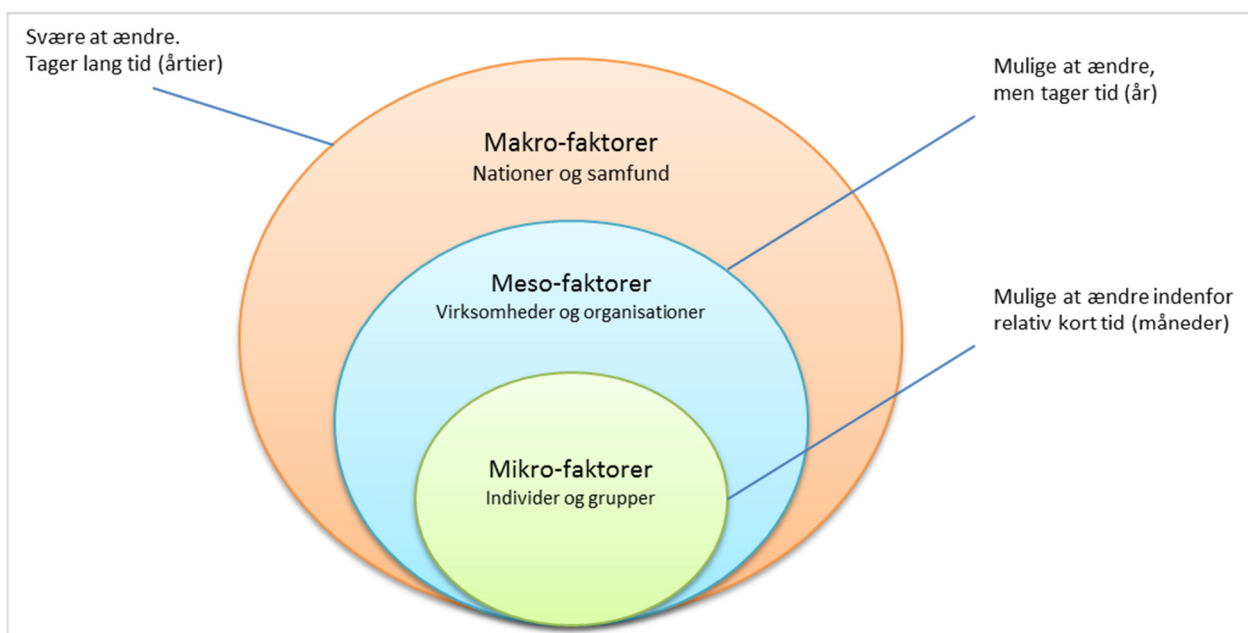 Svære at ændre.
Tager lang tid (årtier)
Mulige at ændre,
men tager tid (år)
Makro-faktorer
Nationer og samfund
Meso-faktorer
Virksomheder og organisationer
Mulige at ændre indenfor
relativ kort tid (måneder)
Mikro-faktorer
Individer og grupper